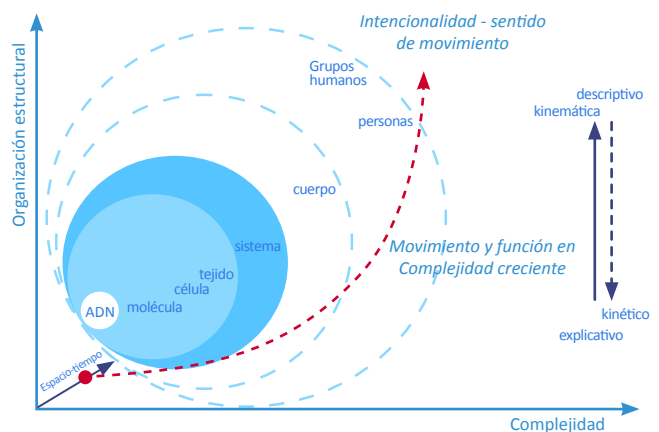 Intencionalidad - sentido
de movimiento
Organización estructural
Grupos
humanos
personas
cuerpo
sistema
tejido
célula
molécula
ADN
Espacio-tiempo
Movimiento y función en
Complejidad creciente
descriptivo
kinemática
kinético
explicativo
Complejidad